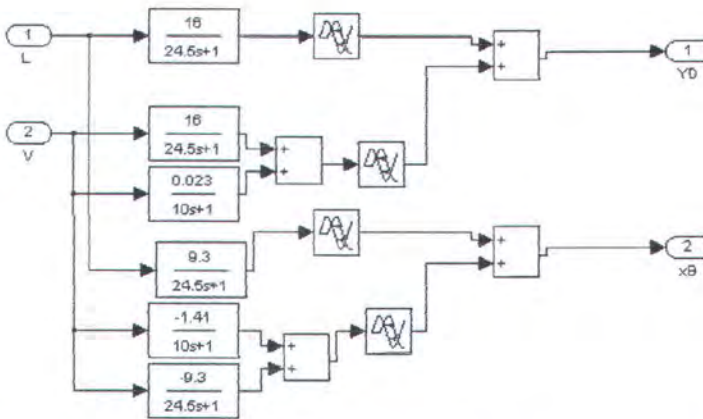 1
L
16
24.5s+1
+
+
1
YD
2
V
16
24.5s+1
+
+
0.023
10s+1
9.3
24.5s+1
+
+
2
xB
-1.41
10s+1
+
+
-9.3
24.5s+1